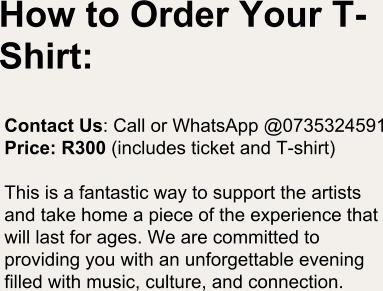 How to Order Your T-
Shirt:
Contact Us: Call or WhatsApp @0735324591
Price: R300 (includes ticket and T-shirt)
This is a fantastic way to support the artists
and take home a piece of the experience that
will last for ages. We are committed to
providing you with an unforgettable evening
filled with music, culture, and connection.